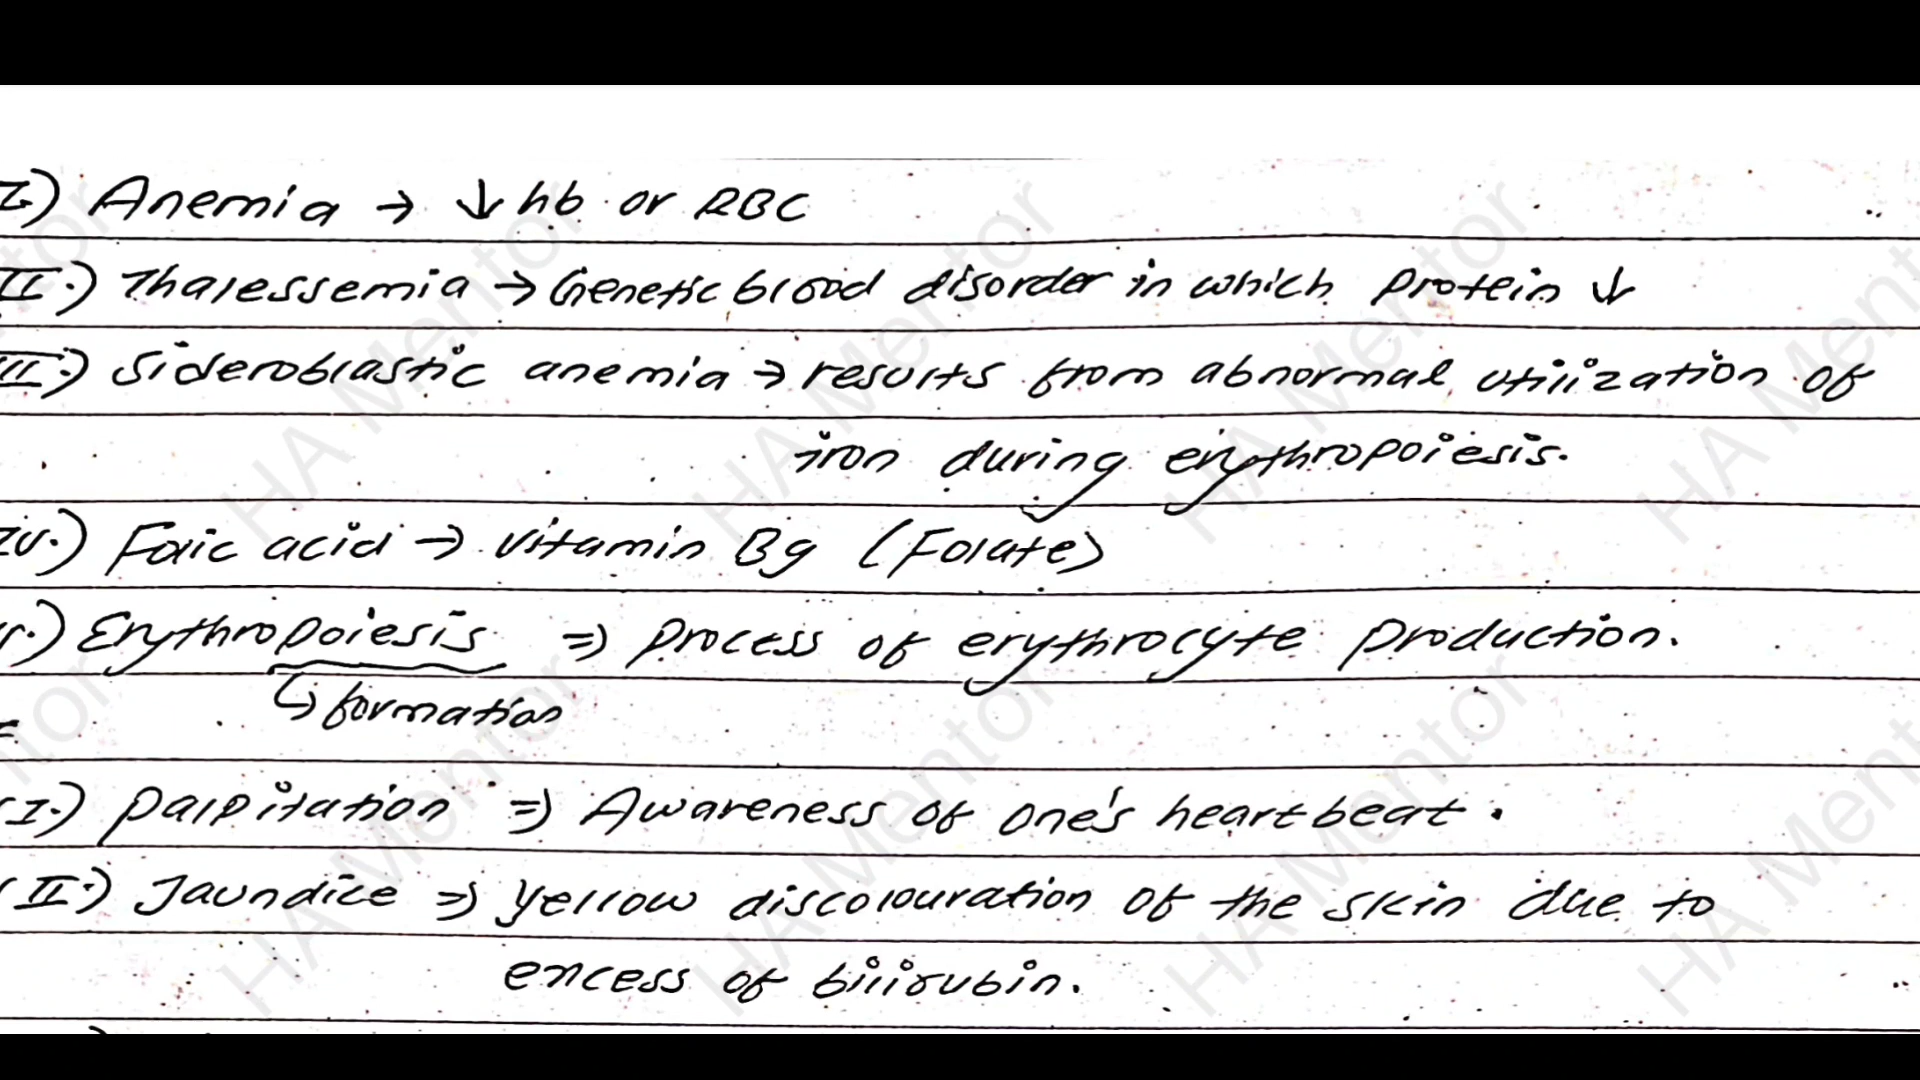 I.) Anemia → ↓ hb or RBC
II.) Thalessemia → Genetic blood disorder in which protein ↓
III.) Sideroblastic anemia → results from abnormal utilization of
iron during erythropoiesis.
IV.) Folic acid → vitamin B9 (Folate)
V.) Erythropoiesis ⇒ process of erythrocyte production.
↳ formation
I.) palpitation ⇒ Awareness of one's heartbeat.
II.) Jaundice ⇒ yellow discolouration of the skin due to
excess of bilirubin.
HA Mentor